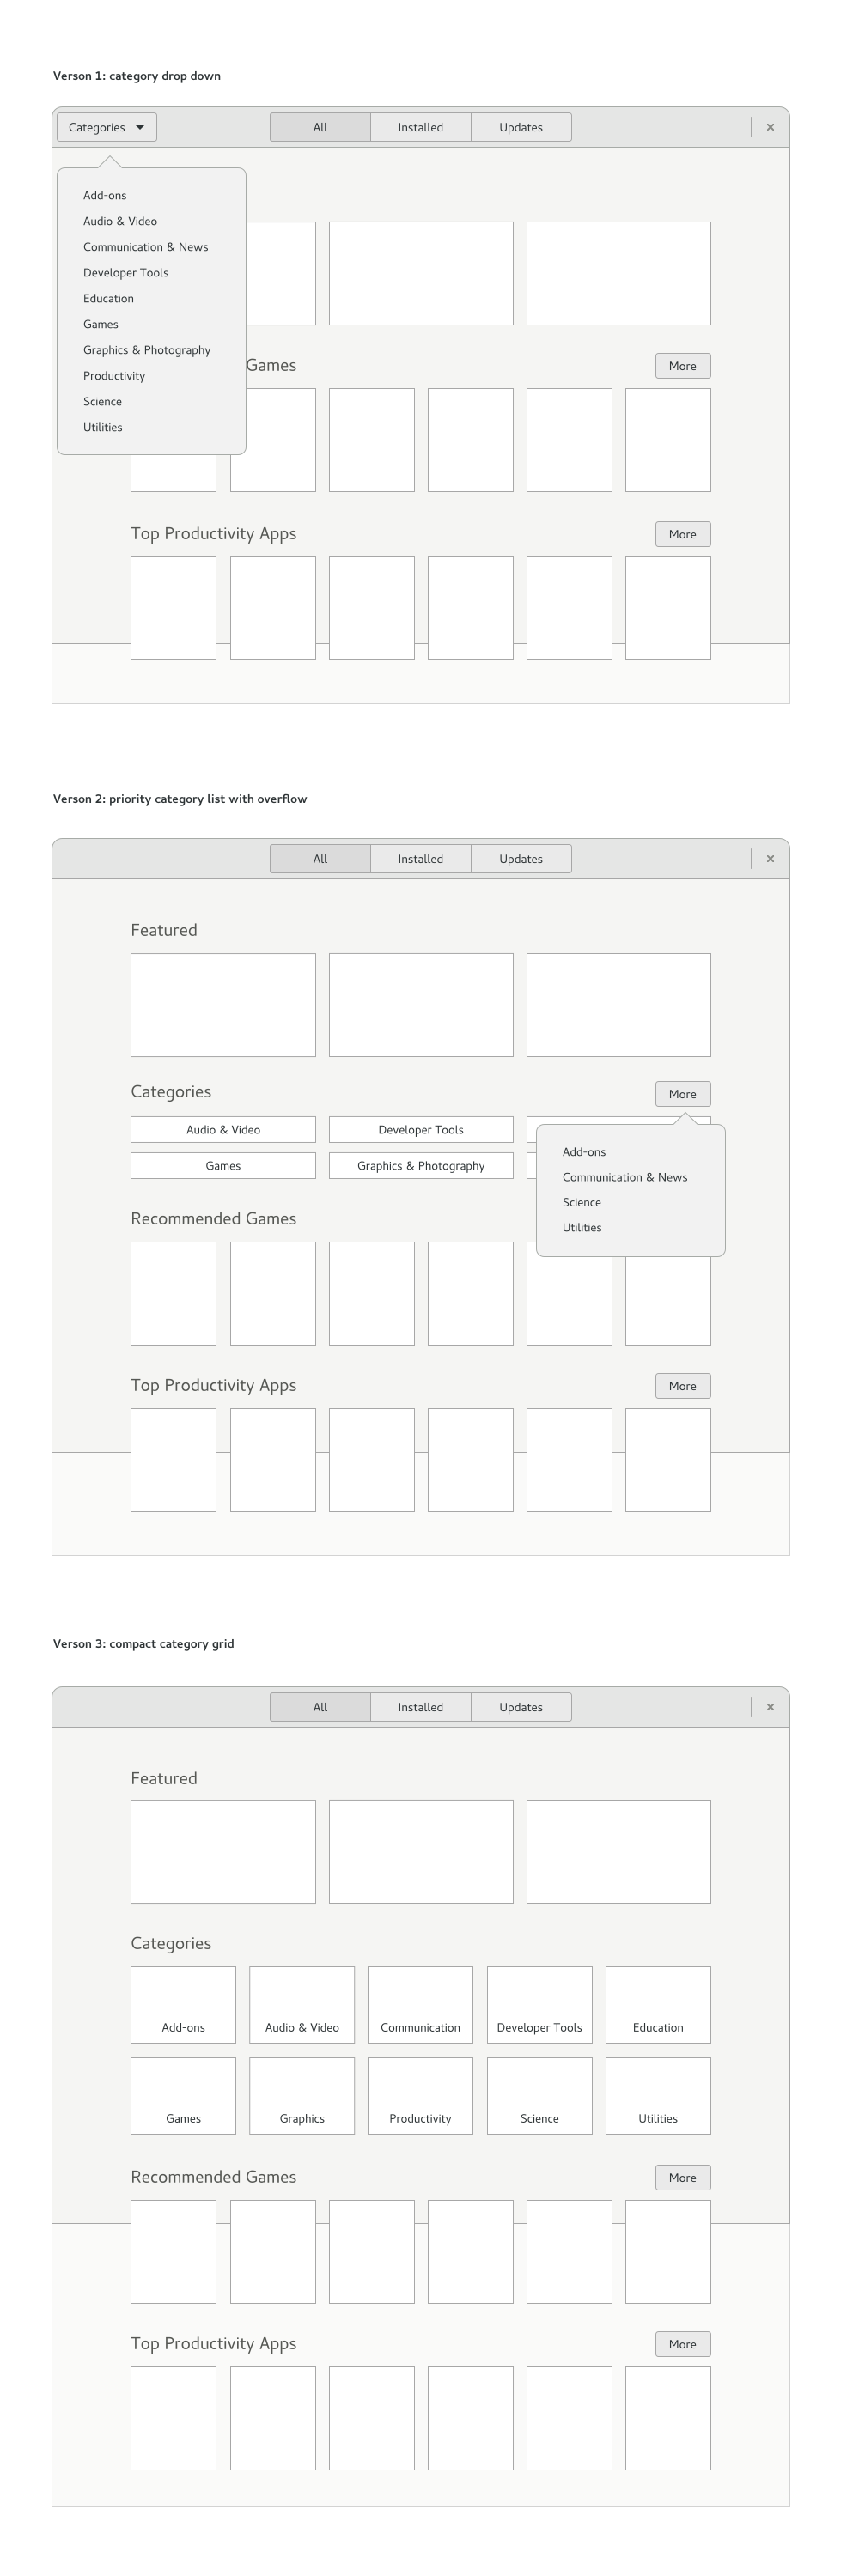 Verson 1: category drop down
Categories
All
Installed
Updates
×
Add-ons
Audio & Video
Communication & News
Developer Tools
Education
Games
Graphics & Photography
Productivity
Science
Utilities
Games
More
Top Productivity Apps
More
Verson 2: priority category list with overflow
All
Installed
Updates
×
Featured
Categories
More
Audio & Video
Developer Tools
Games
Graphics & Photography
Add-ons
Communication & News
Science
Utilities
Recommended Games
Top Productivity Apps
More
Verson 3: compact category grid
All
Installed
Updates
×
Featured
Categories
Add-ons
Audio & Video
Communication
Developer Tools
Education
Games
Graphics
Productivity
Science
Utilities
Recommended Games
More
Top Productivity Apps
More